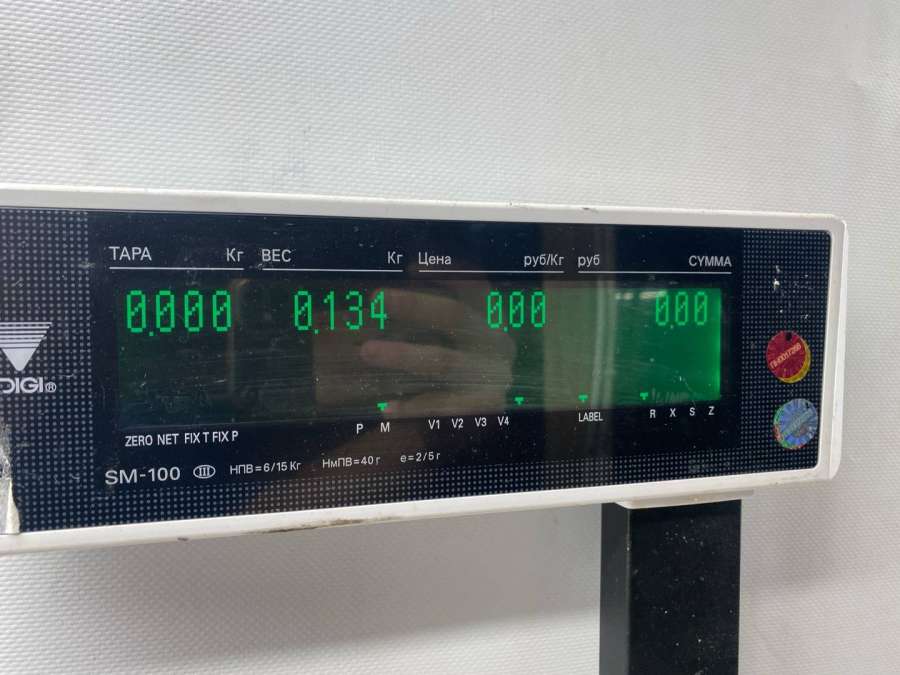 ТАРА Кг ВЕС Кг Цена руб/Кг руб СУММА
0.000 0.134 0.00 0.00
DIGI®
P M V1 V2 V3 V4 LABEL R X S Z
ZERO NET FIX T FIX P
SM-100 III НПВ=6/15 Кг НмПВ=40 г e=2/5 г